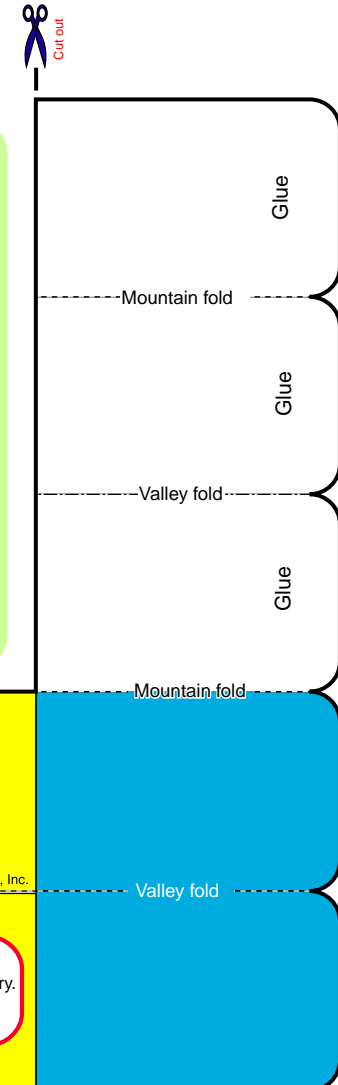 Cut out
Glue
Mountain fold
Glue
Valley fold
Glue
Mountain fold
, Inc.
Valley fold
ry.